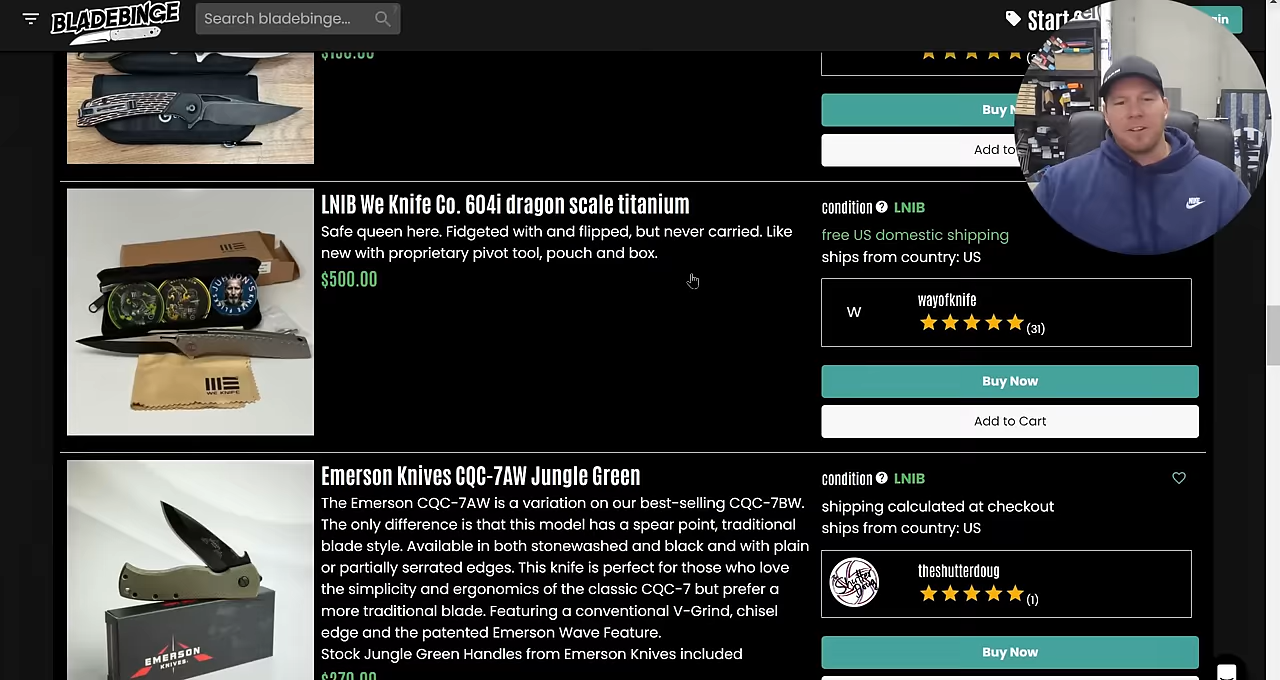 BLADEBINGE
Search bladebinge...
Start
$150.00
Buy
Add to
LNIB We Knife Co. 604i dragon scale titanium
Safe queen here. Fidgeted with and flipped, but never carried. Like
new with proprietary pivot tool, pouch and box.
$500.00
condition ? LNIB
free US domestic shipping
ships from country: US
W
wayofknife
(31)
Buy Now
Add to Cart
WE KNIFE
Emerson Knives CQC-7AW Jungle Green
The Emerson CQC-7AW is a variation on our best-selling CQC-7BW.
The only difference is that this model has a spear point, traditional
blade style. Available in both stonewashed and black and with plain
or partially serrated edges. This knife is perfect for those who love
the simplicity and ergonomics of the classic CQC-7 but prefer a
more traditional blade. Featuring a conventional V-Grind, chisel
edge and the patented Emerson Wave Feature.
Stock Jungle Green Handles from Emerson Knives included
$270.00
condition ? LNIB
shipping calculated at checkout
ships from country: US
theshutterdoug
(1)
Buy Now
EMERSON
KNIVES